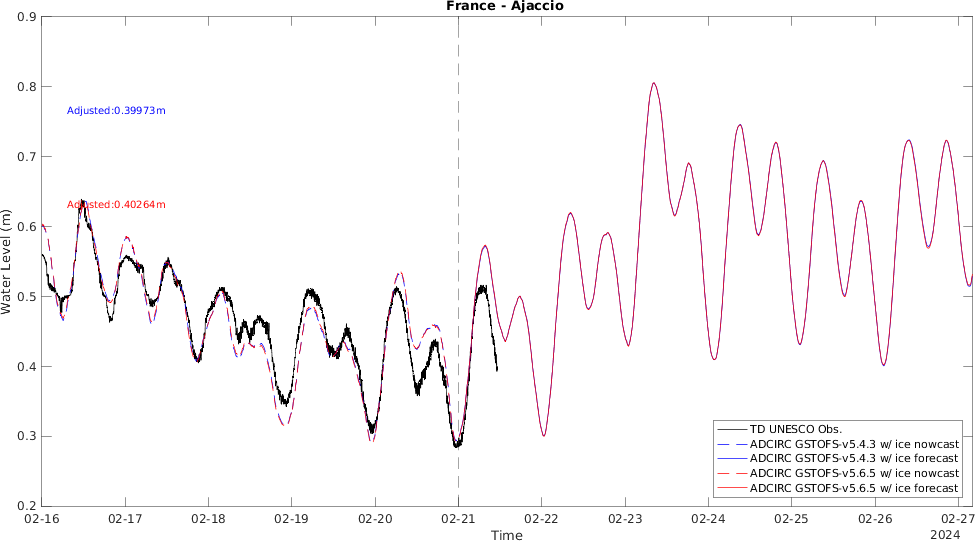 France - Ajaccio
0.9
0.8
0.7
0.6
0.5
0.4
0.3
0.2
Water Level (m)
Adjusted:0.39973m
Adjusted:0.40264m
TD UNESCO Obs.
ADCIRC GSTOFS-v5.4.3 w/ ice nowcast
ADCIRC GSTOFS-v5.4.3 w/ ice forecast
ADCIRC GSTOFS-v5.6.5 w/ ice nowcast
ADCIRC GSTOFS-v5.6.5 w/ ice forecast
02-16 02-17 02-18 02-19 02-20 02-21 02-22 02-23 02-24 02-25 02-26 02-27
Time
2024